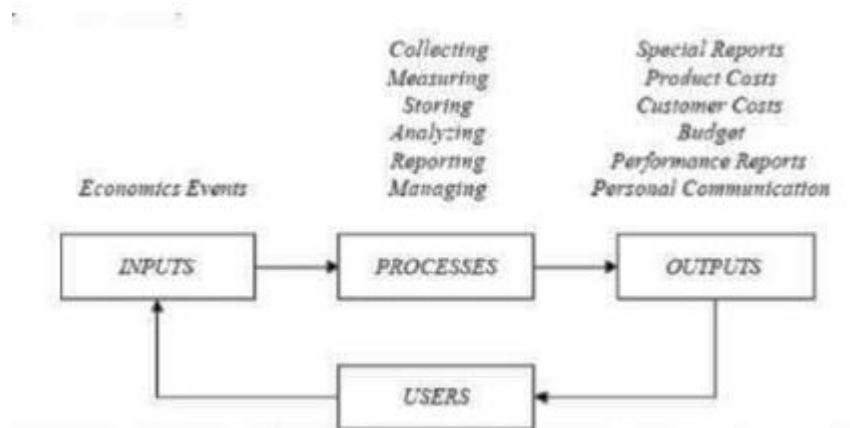 Collecting
Measuring
Storing
Analyzing
Reporting
Managing
Special Reports
Product Costs
Customer Costs
Budget
Performance Reports
Personal Communication
Economics Events
INPUTS
PROCESSES
OUTPUTS
USERS